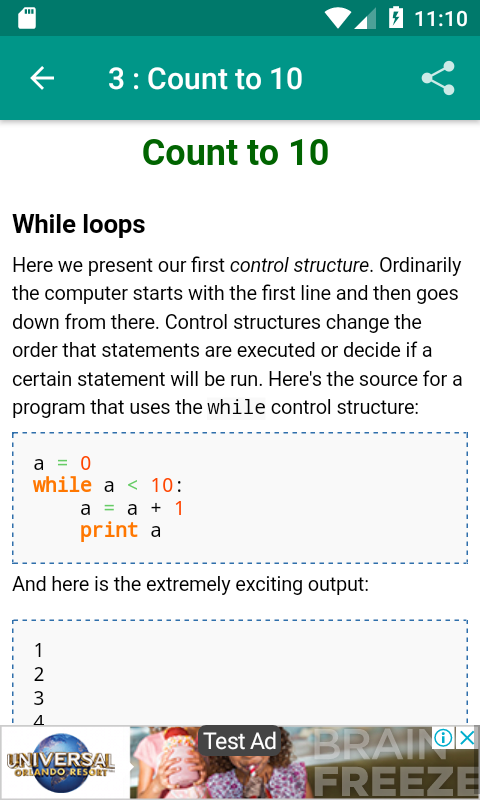 11:10
3 : Count to 10
Count to 10
While loops
Here we present our first control structure. Ordinarily
the computer starts with the first line and then goes
down from there. Control structures change the
order that statements are executed or decide if a
certain statement will be run. Here's the source for a
program that uses the while control structure:
a = 0
while a < 10:
    a = a + 1
    print a
And here is the extremely exciting output:
1
2
3
4
UNIVERSAL
ORLANDO RESORT
Test Ad
BRAIN
FREEZE